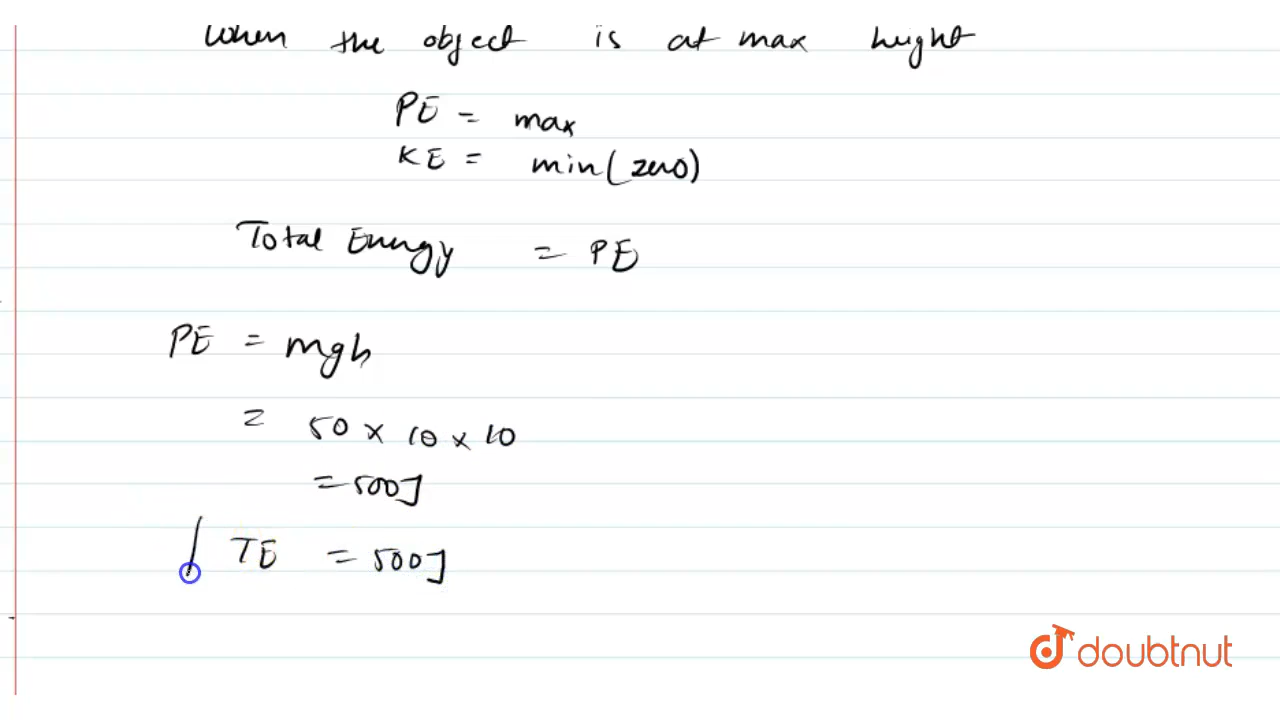 When the object is at max height
PE = max
KE = min(zero)
Total Energy = PE
PE = mgh
= 50 x 10 x 10
= 500J
TE = 500J
doubtnut